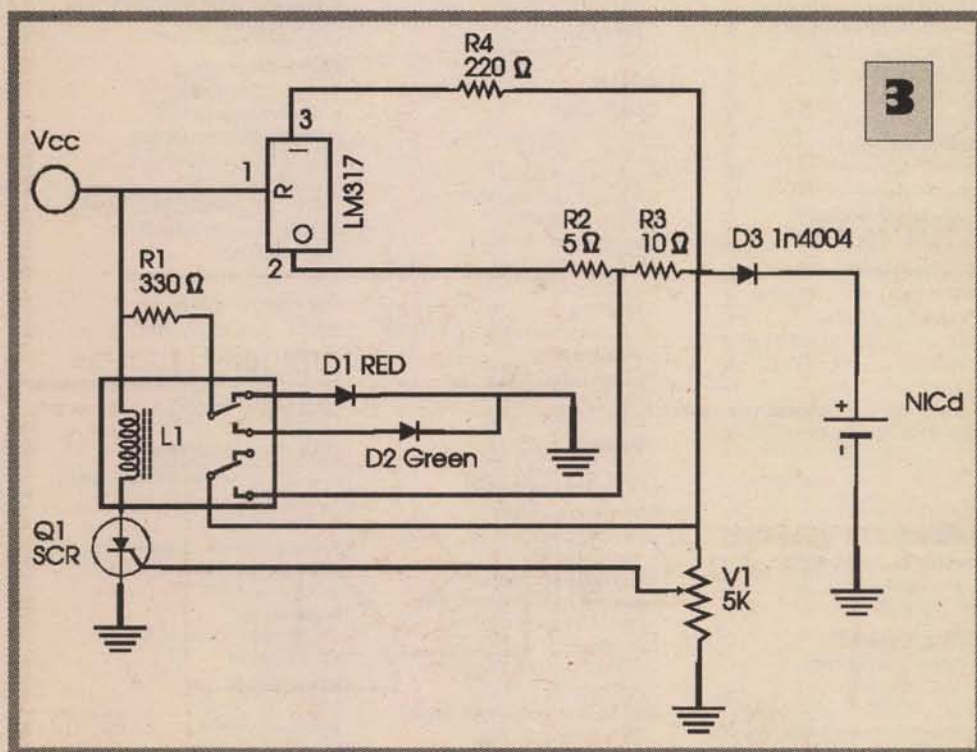 R4
220 Ω
3
Vcc
3
1
I
R
O
LM317
2
R2
5 Ω
R3
10 Ω
D3 1n4004
R1
330 Ω
D1 RED
L1
D2 Green
+
NICd
-
Q1
SCR
V1
5K